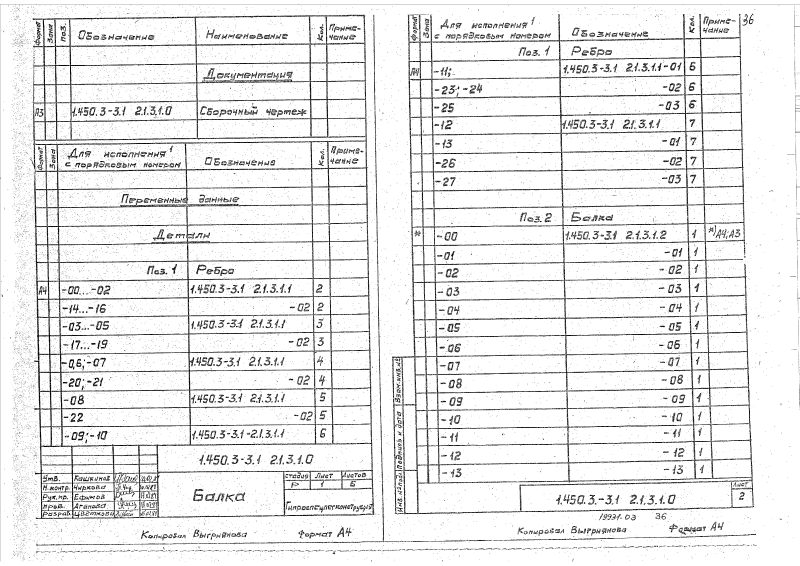 Формат Зона Поз. Обозначение Наименование Кол. Приме-чание
Документация
А3 1.450.3-3.1 2.1.3.1.0 Сборочный чертеж
Формат Зона Для исполнения¹ с порядковым номером Обозначение Кол. Приме-чание
Переменные данные
Детали
Поз. 1 Ребро
А4 -00...-02 1.450.3-3.1 2.1.3.1.1 2
-14...-16 -02 2
-03...-05 1.450.3-3.1 2.1.3.1.1 3
-17...-19 -02 3
-0,6;-07 1.450.3-3.1 2.1.3.1.1 4
-20;-21 -02 4
-08 1.450.3-3.1 2.1.3.1.1 5
-22 -02 5
-09;-10 1.450.3-3.1-2.1.3.1.1 6
1.450.3-3.1 2.1.3.1.0
Утв. Кашкинов
Н.контр. Чиркова
Рук.пр. Ефимов
Пров. Агапова
Разраб. Цветкова
Балка
Стадия Лист Листов
Р 1 6
Копировал Выгриянова Формат А4
36
Формат Зона Для исполнения¹ с порядковым номером Обозначение Кол. Приме-чание
Поз. 1 Ребро
А4 -11; 1.450.3-3.1 2.1.3.1.1-01 6
-23;-24 -02 6
-25 -03 6
-12 1.450.3-3.1 2.1.3.1.1 7
-13 -01 7
-26 -02 7
-27 -03 7
Поз. 2 Балка
*) -00 1.450.3-3.1 2.1.3.1.2 1 *)А4;А3
-01 -01 1
-02 -02 1
-03 -03 1
-04 -04 1
-05 -05 1
-06 -06 1
-07 -07 1
-08 -08 1
-09 -09 1
-10 -10 1
-11 -11 1
-12 -12 1
-13 -13 1
Взам.инв.№
Подпись и дата
Инв.№подл.
1.450.3.-3.1 2.1.3.1.0
Лист
2
19931-03 36
Копировал Выгриянова Формат А4